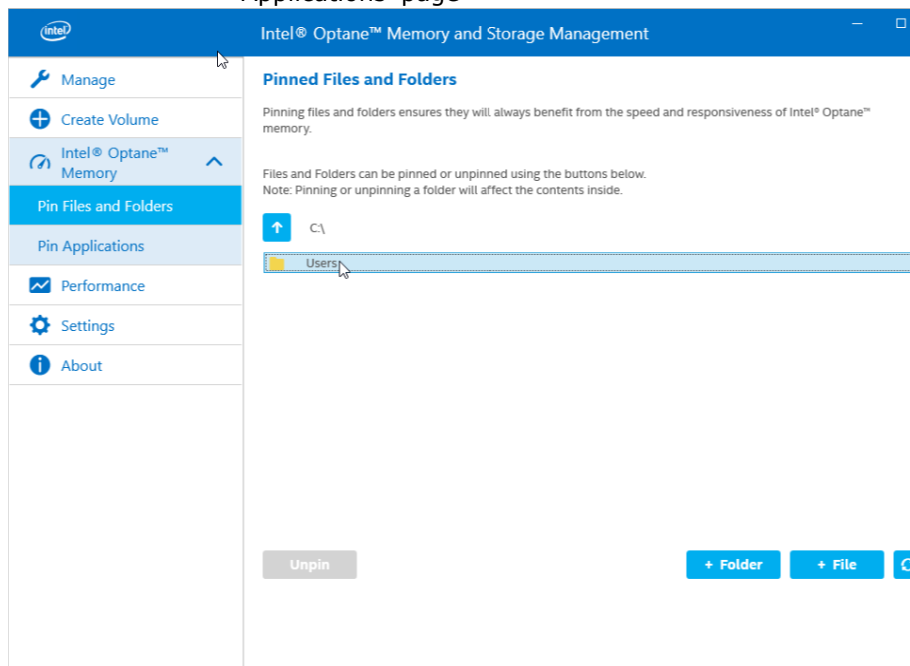 Applications" page
intel
Intel® Optane™ Memory and Storage Management
Manage
Create Volume
Intel® Optane™
Memory
Pin Files and Folders
Pin Applications
Performance
Settings
About
Pinned Files and Folders
Pinning files and folders ensures they will always benefit from the speed and responsiveness of Intel® Optane™
memory.
Files and Folders can be pinned or unpinned using the buttons below.
Note: Pinning or unpinning a folder will affect the contents inside.
C:\
Users
Unpin
+ Folder
+ File